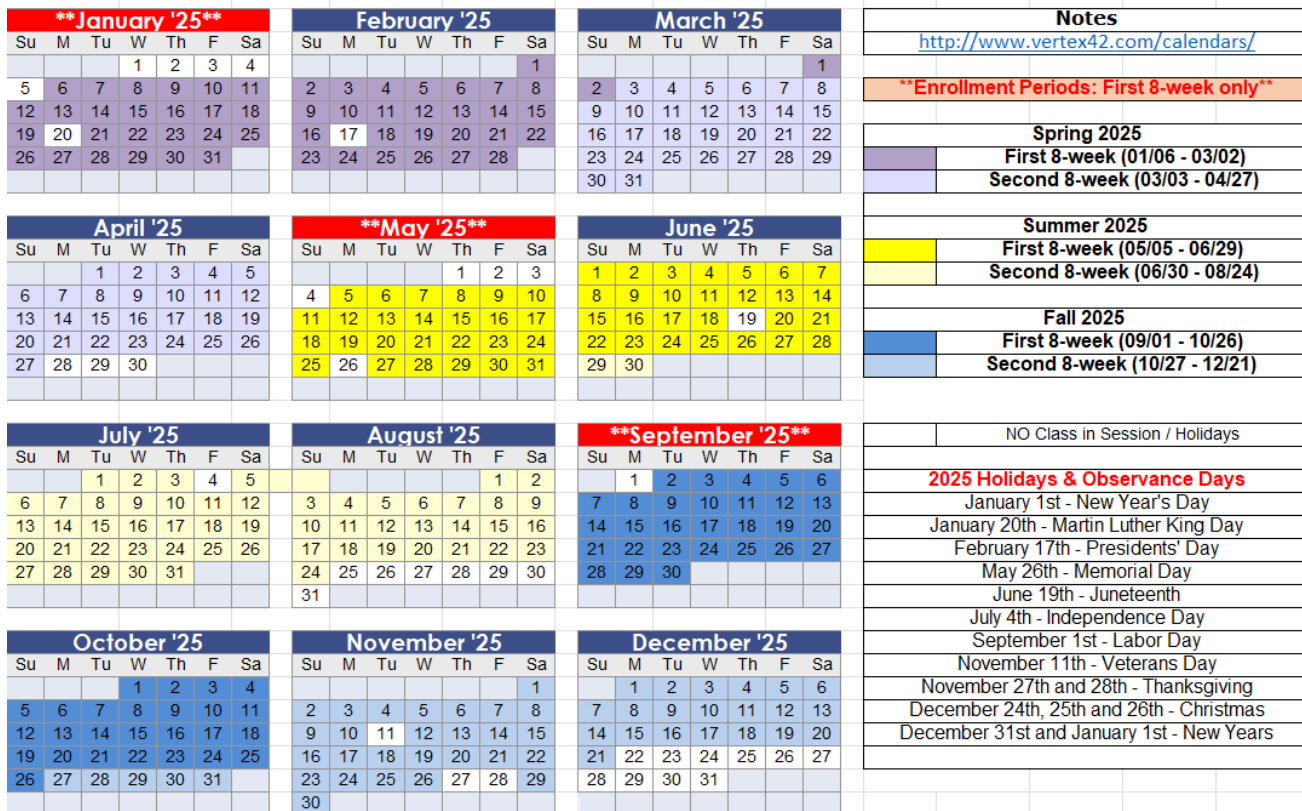 **January '25** February '25 March '25 Notes
Su M Tu W Th F Sa Su M Tu W Th F Sa Su M Tu W Th F Sa http://www.vertex42.com/calendars/
1 2 3 4 1 1
5 6 7 8 9 10 11 2 3 4 5 6 7 8 2 3 4 5 6 7 8 **Enrollment Periods: First 8-week only**
12 13 14 15 16 17 18 9 10 11 12 13 14 15 9 10 11 12 13 14 15
19 20 21 22 23 24 25 16 17 18 19 20 21 22 16 17 18 19 20 21 22 Spring 2025
26 27 28 29 30 31 23 24 25 26 27 28 23 24 25 26 27 28 29 First 8-week (01/06 - 03/02)
30 31 Second 8-week (03/03 - 04/27)
April '25 **May '25** June '25 Summer 2025
Su M Tu W Th F Sa Su M Tu W Th F Sa Su M Tu W Th F Sa First 8-week (05/05 - 06/29)
1 2 3 4 5 1 2 3 1 2 3 4 5 6 7 Second 8-week (06/30 - 08/24)
6 7 8 9 10 11 12 4 5 6 7 8 9 10 8 9 10 11 12 13 14
13 14 15 16 17 18 19 11 12 13 14 15 16 17 15 16 17 18 19 20 21 Fall 2025
20 21 22 23 24 25 26 18 19 20 21 22 23 24 22 23 24 25 26 27 28 First 8-week (09/01 - 10/26)
27 28 29 30 25 26 27 28 29 30 31 29 30 Second 8-week (10/27 - 12/21)
July '25 August '25 **September '25** NO Class in Session / Holidays
Su M Tu W Th F Sa Su M Tu W Th F Sa Su M Tu W Th F Sa
1 2 3 4 5 1 2 1 2 3 4 5 6 2025 Holidays & Observance Days
6 7 8 9 10 11 12 3 4 5 6 7 8 9 7 8 9 10 11 12 13 January 1st - New Year's Day
13 14 15 16 17 18 19 10 11 12 13 14 15 16 14 15 16 17 18 19 20 January 20th - Martin Luther King Day
20 21 22 23 24 25 26 17 18 19 20 21 22 23 21 22 23 24 25 26 27 February 17th - Presidents' Day
27 28 29 30 31 24 25 26 27 28 29 30 28 29 30 May 26th - Memorial Day
31 June 19th - Juneteenth
July 4th - Independence Day
October '25 November '25 December '25 September 1st - Labor Day
Su M Tu W Th F Sa Su M Tu W Th F Sa Su M Tu W Th F Sa November 11th - Veterans Day
1 2 3 4 1 1 2 3 4 5 6 November 27th and 28th - Thanksgiving
5 6 7 8 9 10 11 2 3 4 5 6 7 8 7 8 9 10 11 12 13 December 24th, 25th and 26th - Christmas
12 13 14 15 16 17 18 9 10 11 12 13 14 15 14 15 16 17 18 19 20 December 31st and January 1st - New Years
19 20 21 22 23 24 25 16 17 18 19 20 21 22 21 22 23 24 25 26 27
26 27 28 29 30 31 23 24 25 26 27 28 29 28 29 30 31
30